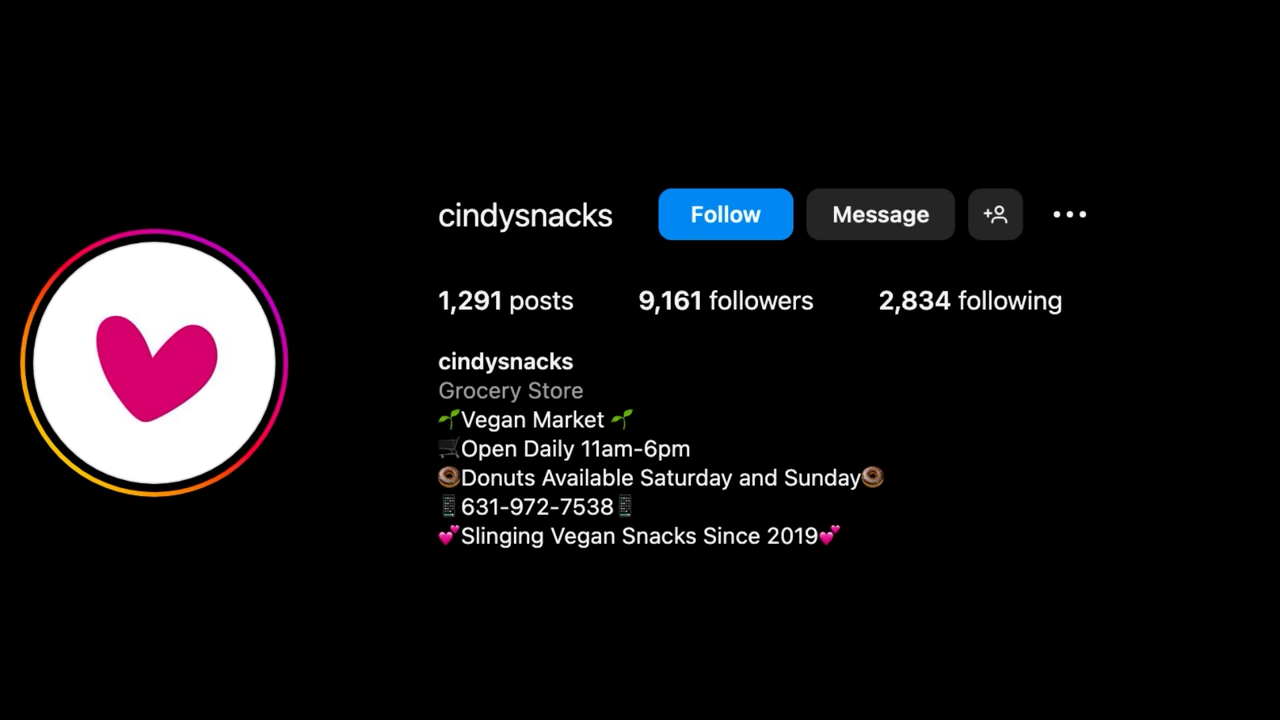 cindysnacks Follow Message
1,291 posts 9,161 followers 2,834 following
cindysnacks
Grocery Store
🌱Vegan Market 🌱
🛒Open Daily 11am-6pm
🍩Donuts Available Saturday and Sunday🍩
📱631-972-7538📱
💕Slinging Vegan Snacks Since 2019💕